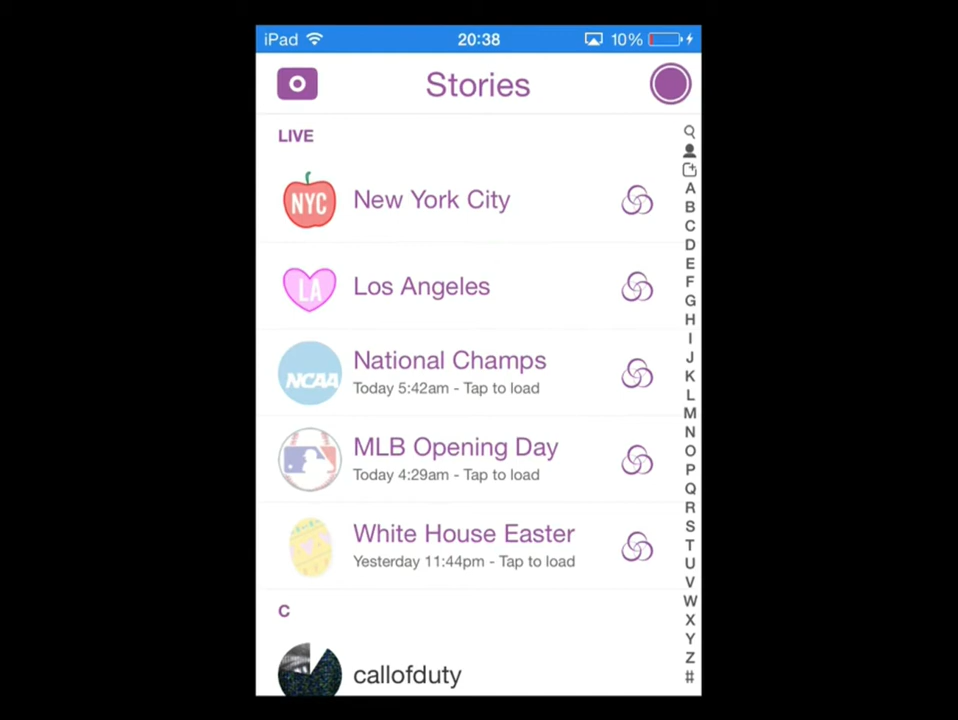 iPad 20:38 10%
Stories
LIVE
NYC New York City
LA Los Angeles
National Champs
NCAA
Today 5:42am - Tap to load
MLB Opening Day
Today 4:29am - Tap to load
White House Easter
Yesterday 11:44pm - Tap to load
C
callofduty
A
B
C
D
E
F
G
H
I
J
K
L
M
N
O
P
Q
R
S
T
U
V
W
X
Y
Z
#